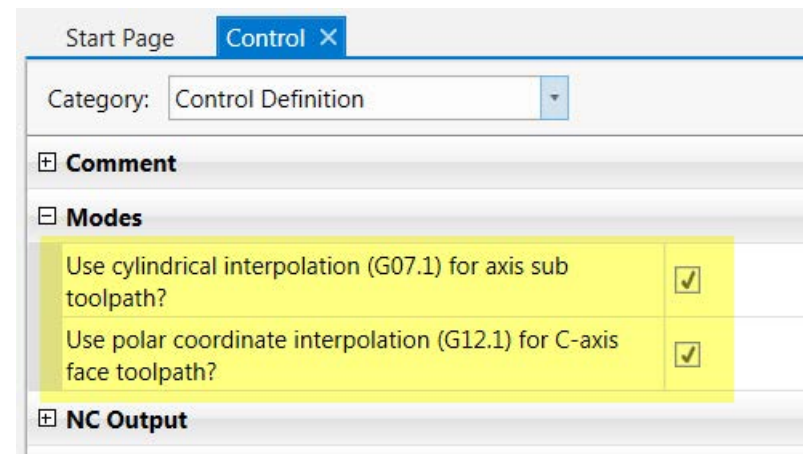 Start Page Control ×
Category: Control Definition
Comment
Modes
Use cylindrical interpolation (G07.1) for axis sub
toolpath?
Use polar coordinate interpolation (G12.1) for C-axis
face toolpath?
NC Output